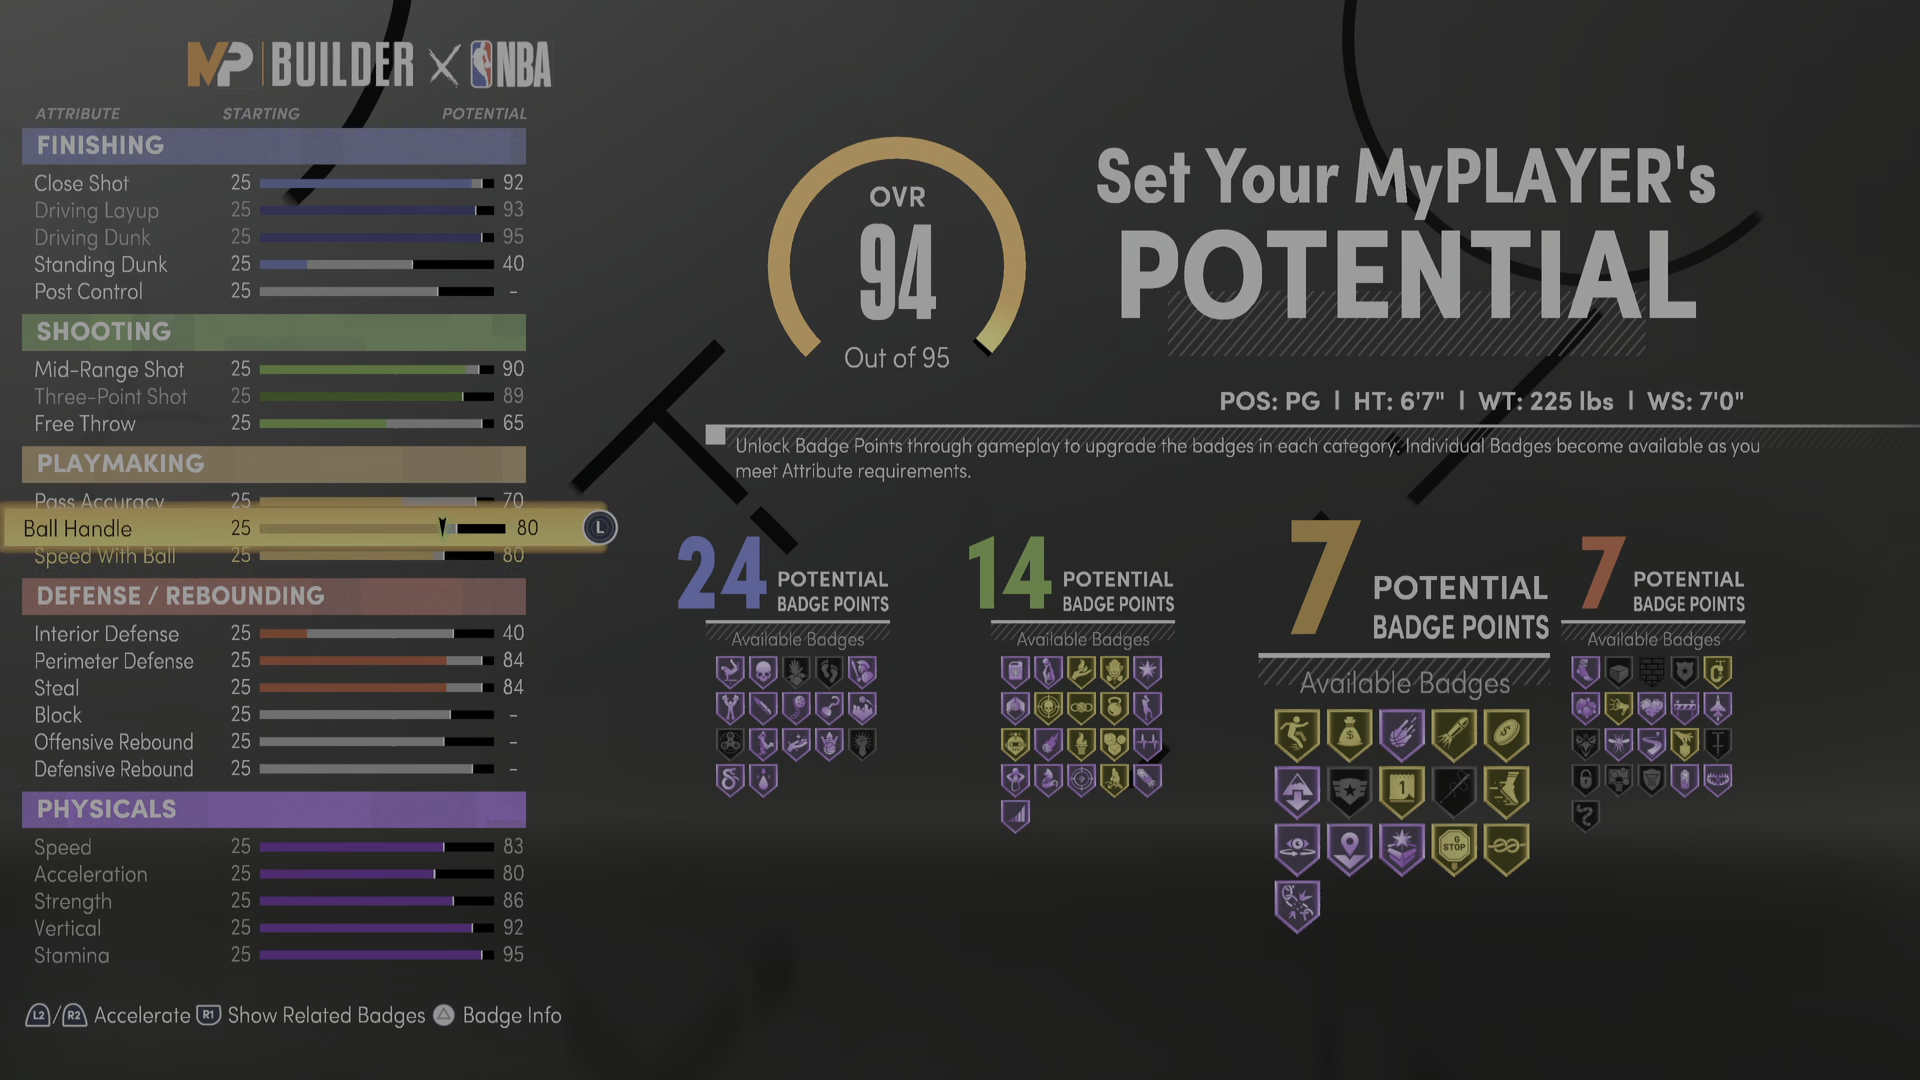 MP | BUILDER X NBA
ATTRIBUTE STARTING POTENTIAL
FINISHING
Close Shot 25 92
Driving Layup 25 93
Driving Dunk 25 95
Standing Dunk 25 40
Post Control 25 -
SHOOTING
Mid-Range Shot 25 90
Three-Point Shot 25 89
Free Throw 25 65
PLAYMAKING
Pass Accuracy 25 70
Ball Handle 25 80 L
Speed With Ball 25 80
DEFENSE / REBOUNDING
Interior Defense 25 40
Perimeter Defense 25 84
Steal 25 84
Block 25 -
Offensive Rebound 25 -
Defensive Rebound 25 -
PHYSICALS
Speed 25 83
Acceleration 25 80
Strength 25 86
Vertical 25 92
Stamina 25 95
L2/R2 Accelerate R1 Show Related Badges Badge Info
OVR
94
Out of 95
Set Your MyPLAYER's
POTENTIAL
POS: PG | HT: 6'7" | WT: 225 lbs | WS: 7'0"
Unlock Badge Points through gameplay to upgrade the badges in each category. Individual Badges become available as you
meet Attribute requirements.
24 POTENTIAL
BADGE POINTS
Available Badges
14 POTENTIAL
BADGE POINTS
Available Badges
7 POTENTIAL
BADGE POINTS
Available Badges
1
G
STOP
7 POTENTIAL
BADGE POINTS
Available Badges